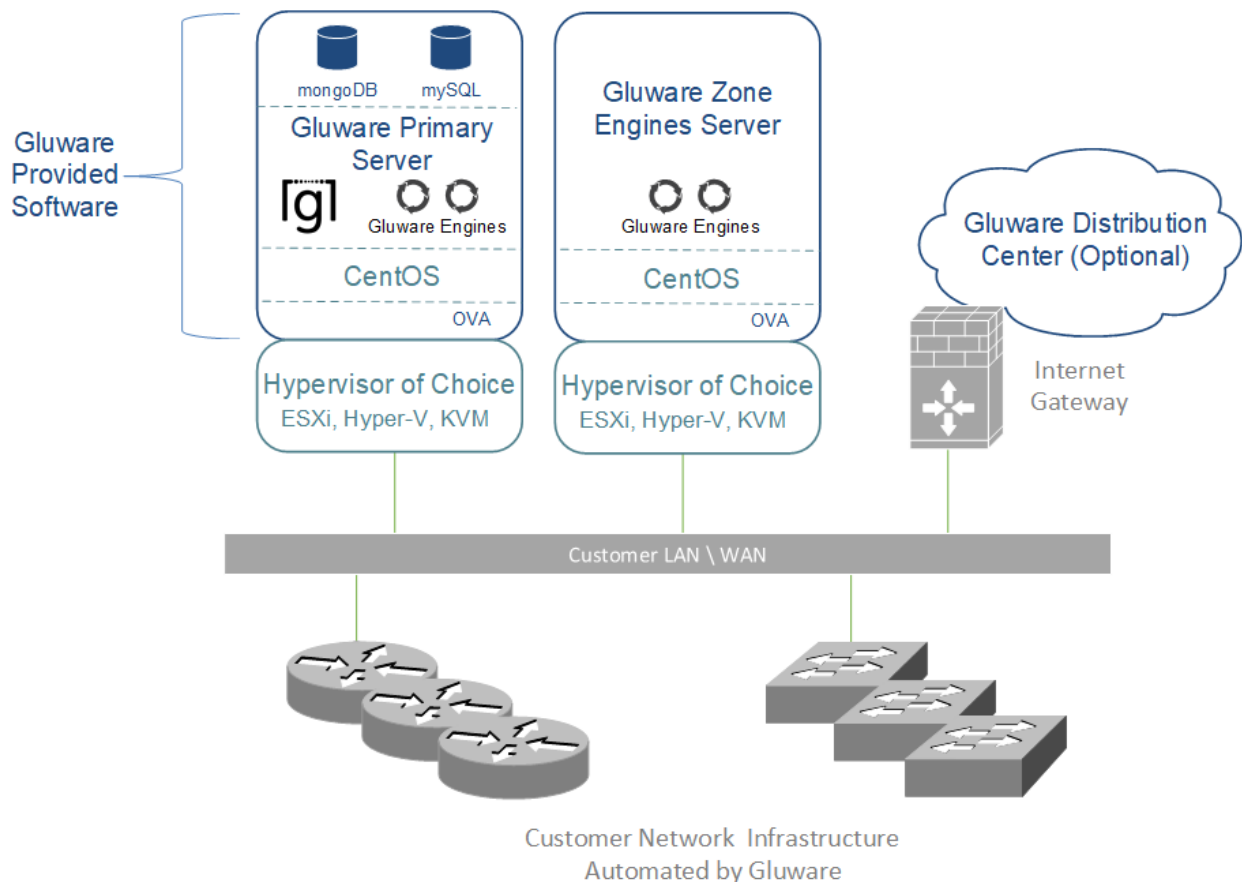 mongoDB
mySQL
Gluware Primary
Server
[g]
Gluware Engines
CentOS
OVA
Hypervisor of Choice
ESXi, Hyper-V, KVM
Gluware
Provided
Software
Gluware Zone
Engines Server
Gluware Engines
CentOS
OVA
Hypervisor of Choice
ESXi, Hyper-V, KVM
Gluware Distribution
Center (Optional)
Internet
Gateway
Customer LAN \ WAN
Customer Network Infrastructure
Automated by Gluware